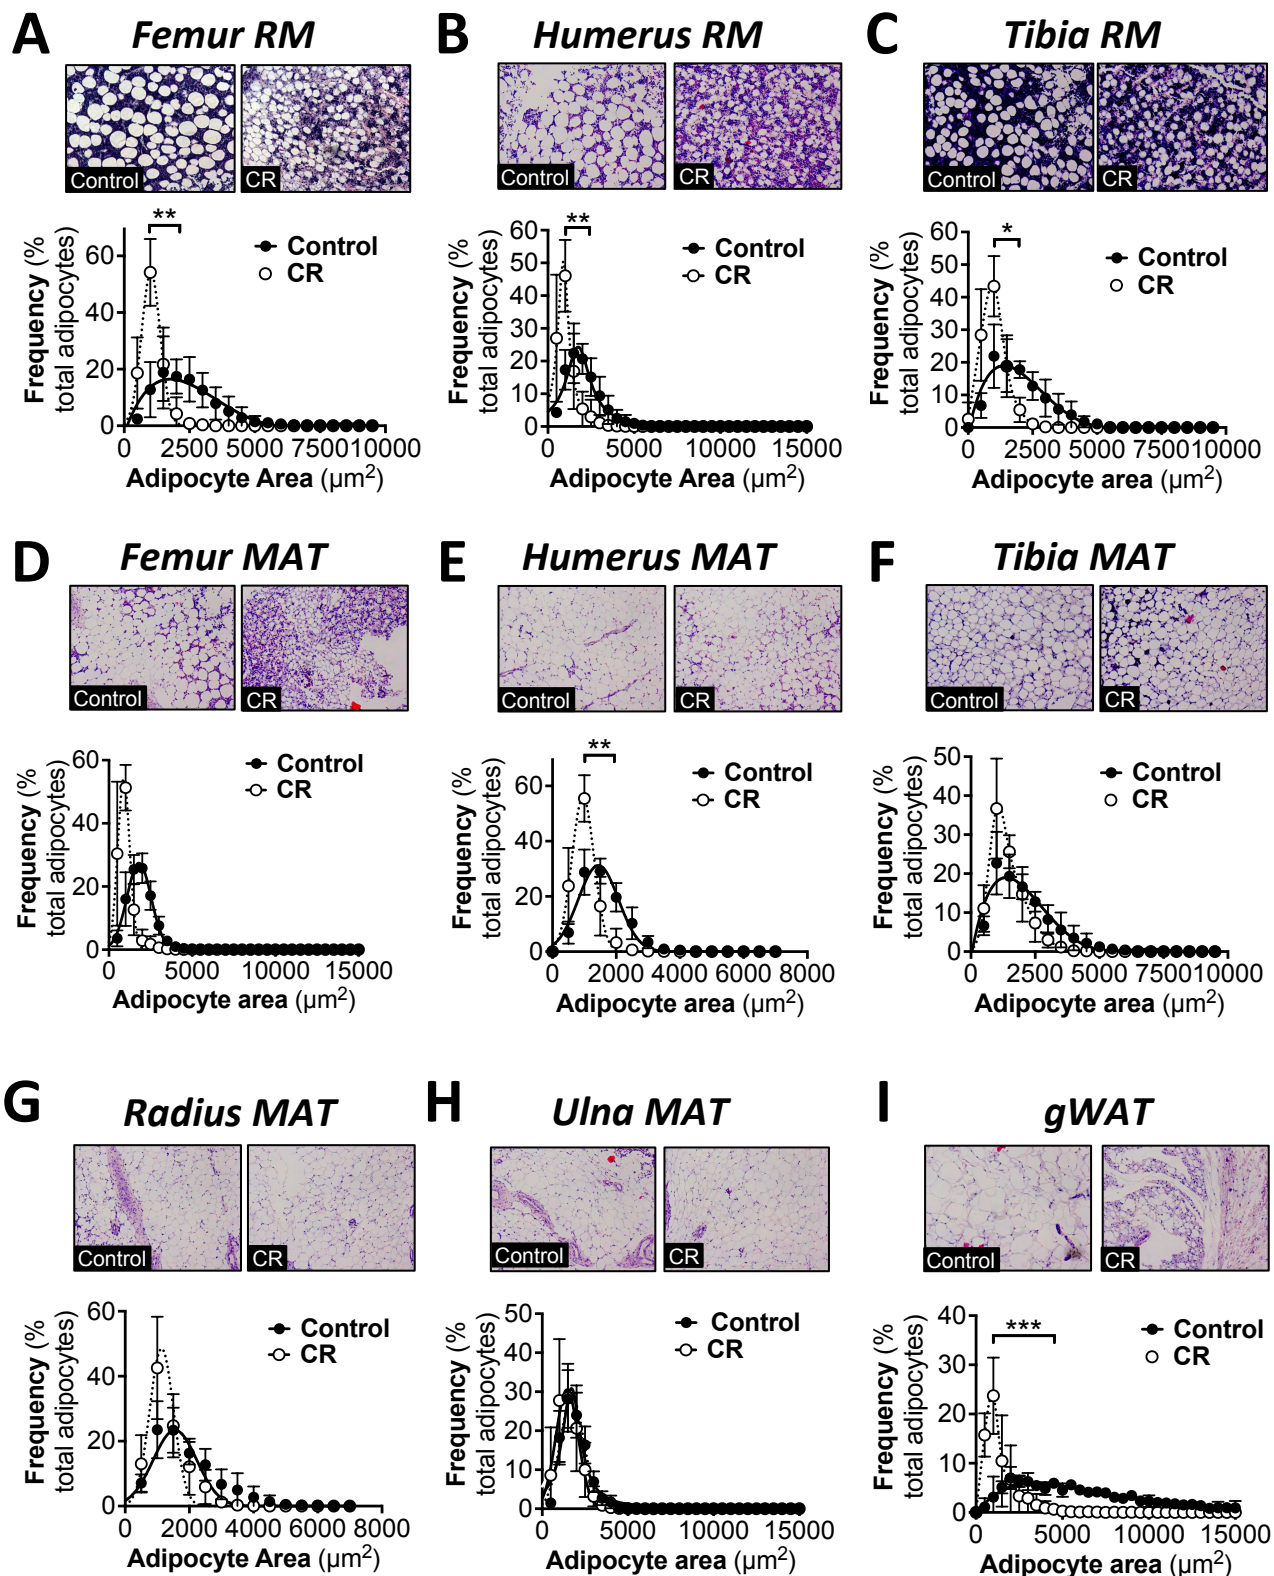 A Femur RM
Control
CR
**
Control
CR
Frequency (%
total adipocytes)
60
40
20
0
0 2500 5000 7500 10000
Adipocyte Area (µm²)
B Humerus RM
Control
CR
**
Control
CR
Frequency (%
total adipocytes)
60
50
40
30
20
10
0
0 5000 10000 15000
Adipocyte Area (µm²)
C Tibia RM
Control
CR
*
Control
CR
Frequency (%
total adipocytes)
60
50
40
30
20
10
0
0 2500 5000 7500 10000
Adipocyte area (µm²)
D Femur MAT
Control
CR
Control
CR
Frequency (%
total adipocytes)
60
40
20
0
0 5000 10000 15000
Adipocyte area (µm²)
E Humerus MAT
Control
CR
**
Control
CR
Frequency (%
total adipocytes)
60
40
20
0
0 2000 4000 6000 8000
Adipocyte area (µm²)
F Tibia MAT
Control
CR
Control
CR
Frequency (%
total adipocytes)
50
40
30
20
10
0
0 2500 5000 7500 10000
Adipocyte area (µm²)
G Radius MAT
Control
CR
Control
CR
Frequency (%
total adipocytes)
60
40
20
0
0 2000 4000 6000 8000
Adipocyte Area (µm²)
H Ulna MAT
Control
CR
Control
CR
Frequency (%
total adipocytes)
50
40
30
20
10
0
0 5000 10000 15000
Adipocyte area (µm²)
I gWAT
Control
CR
***
Control
CR
Frequency (%
total adipocytes)
40
30
20
10
0
0 5000 10000 15000
Adipocyte area (µm²)